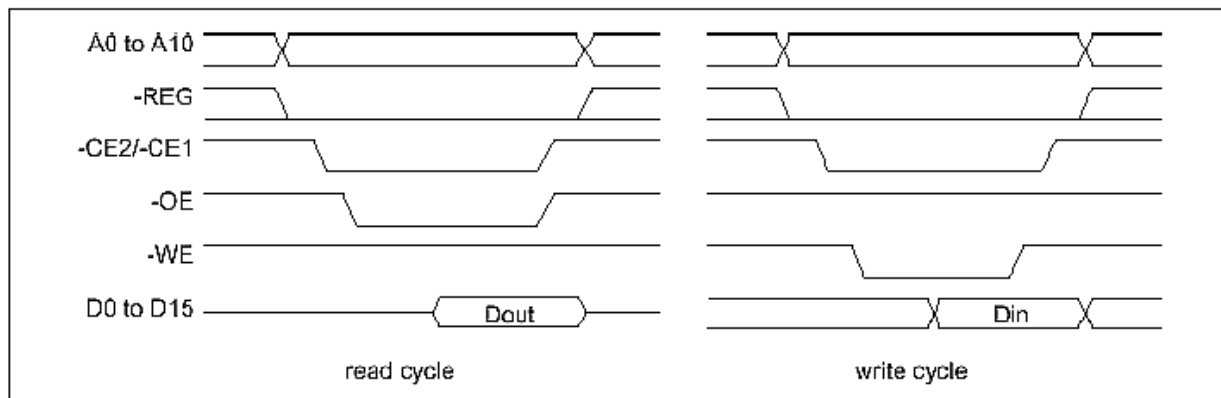 A0 to A10
-REG
-CE2/-CE1
-OE
-WE
D0 to D15
Dout
Din
read cycle
write cycle